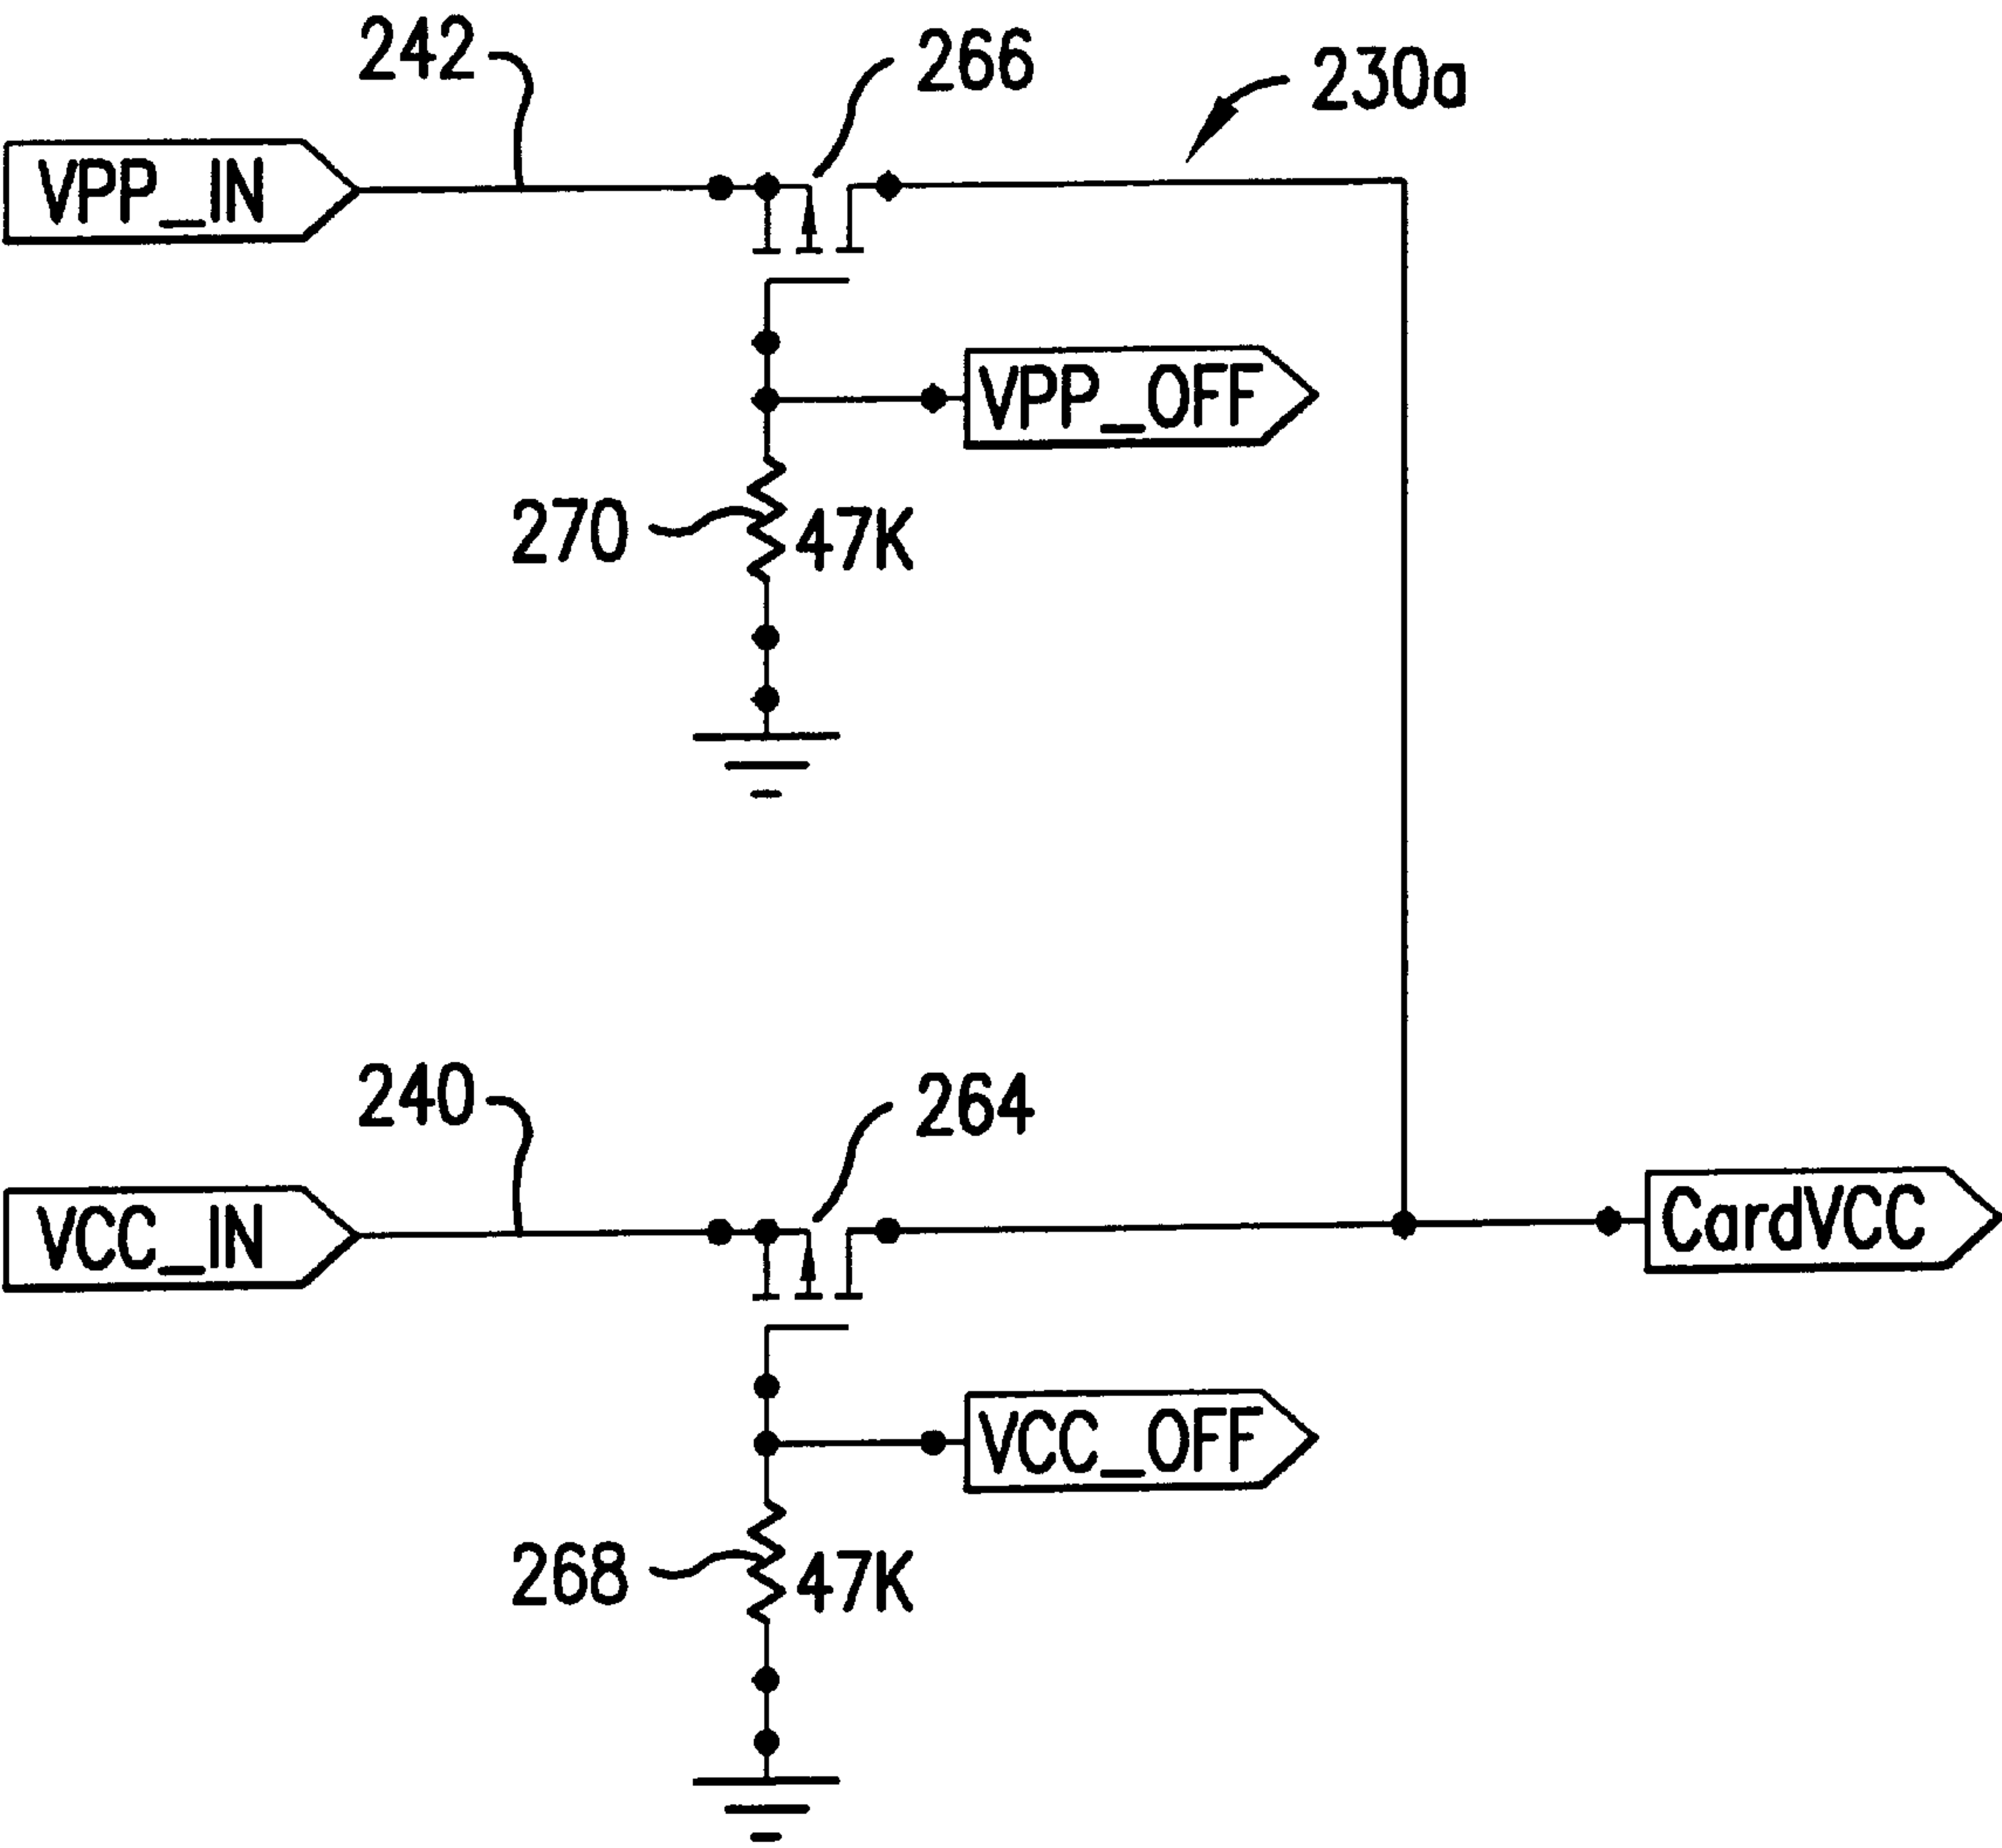 242
266
230a
VPP_IN
VPP_OFF
270
47K
240
264
VCC_IN
CardVCC
VCC_OFF
268
47K